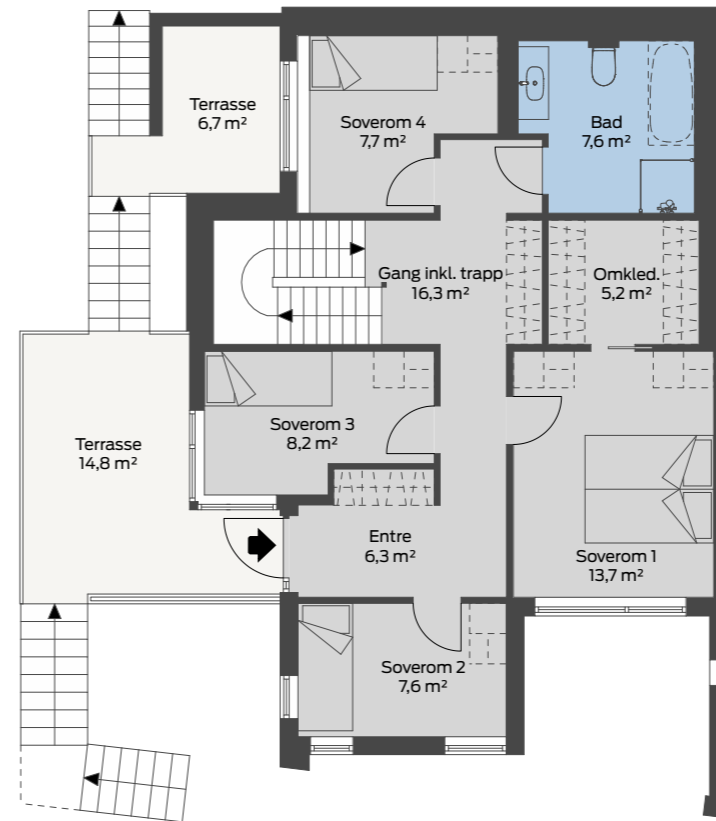 Terrasse
6,7 m²
Soverom 4
7,7 m²
Bad
7,6 m²
Gang inkl. trapp
16,3 m²
Omkled.
5,2 m²
Terrasse
14,8 m²
Soverom 3
8,2 m²
Entre
6,3 m²
Soverom 1
13,7 m²
Soverom 2
7,6 m²